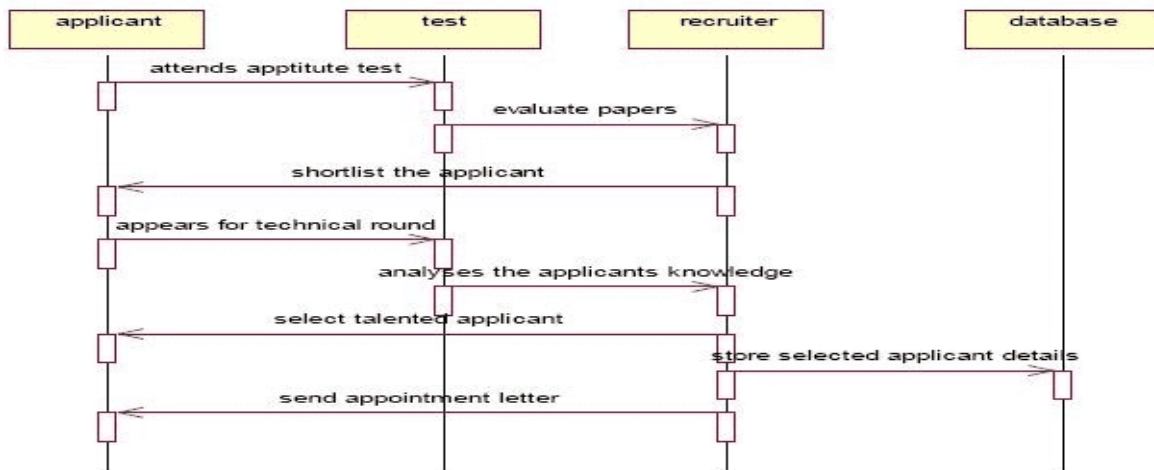 applicant
test
recruiter
database
attends apptitute test
evaluate papers
shortlist the applicant
appears for technical round
analyses the applicants knowledge
select talented applicant
store selected applicant details
send appointment letter